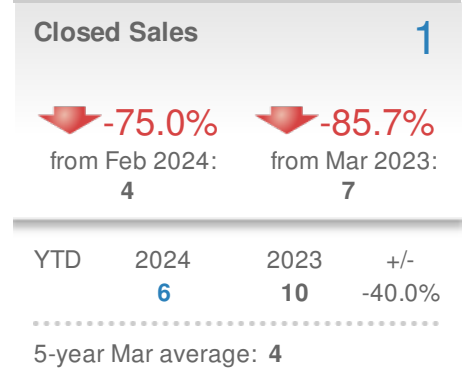 Closed Sales 1
-75.0% -85.7%
from Feb 2024: from Mar 2023:
4 7
YTD 2024 2023 +/-
6 10 -40.0%
5-year Mar average: 4